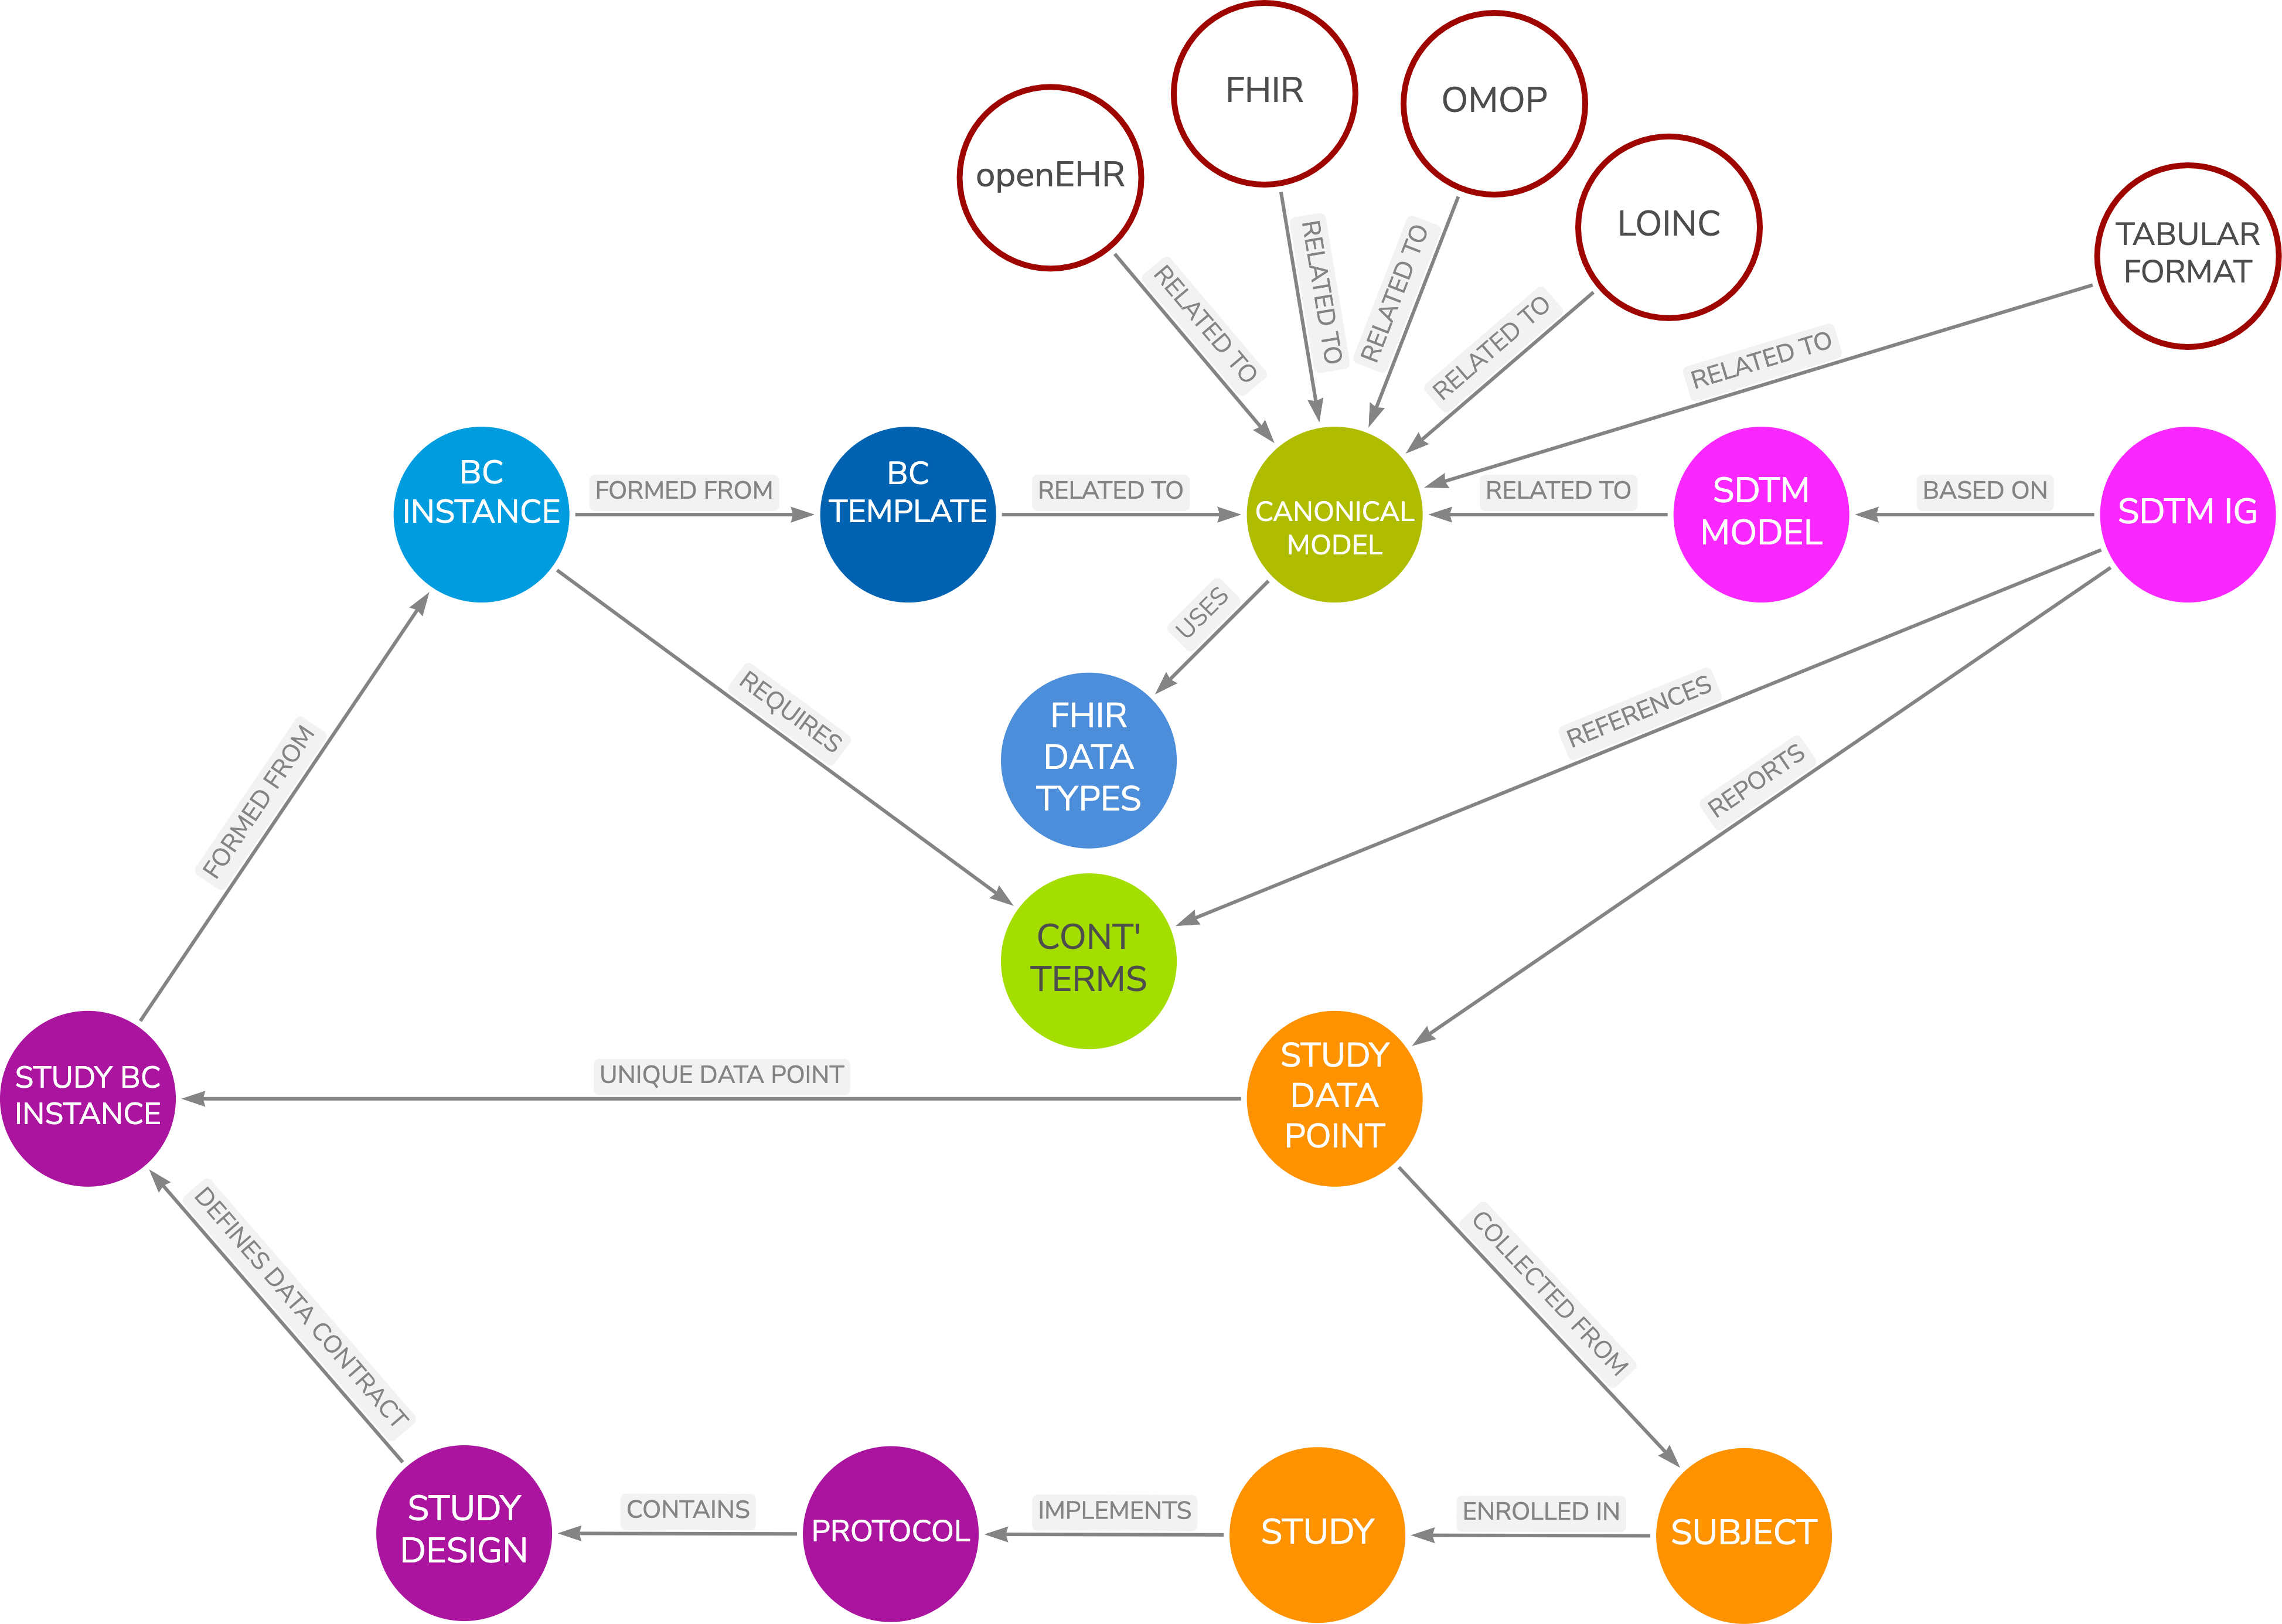 FHIR
OMOP
openEHR
LOINC
TABULAR
FORMAT
RELATED TO
RELATED TO
RELATED TO
RELATED TO
RELATED TO
BC
INSTANCE
FORMED FROM
BC
TEMPLATE
RELATED TO
CANONICAL
MODEL
RELATED TO
SDTM
MODEL
BASED ON
SDTM IG
USES
REQUIRES
FHIR
DATA
TYPES
REFERENCES
REPORTS
FORMED FROM
CONT'
TERMS
STUDY BC
INSTANCE
UNIQUE DATA POINT
STUDY
DATA
POINT
DEFINES DATA CONTRACT
COLLECTED FROM
STUDY
DESIGN
CONTAINS
PROTOCOL
IMPLEMENTS
STUDY
ENROLLED IN
SUBJECT